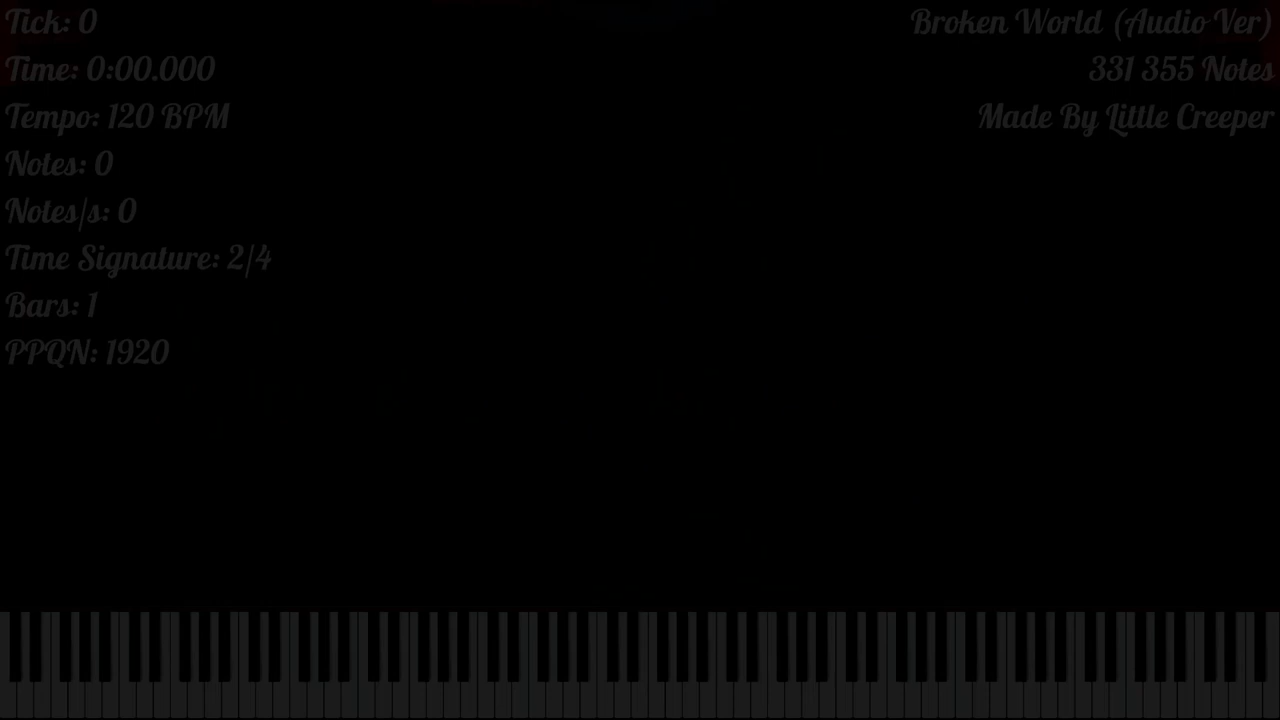 Tick: 0
Time: 0:00.000
Tempo: 120 BPM
Notes: 0
Notes/s: 0
Time Signature: 2/4
Bars: 1
PPQN: 1920
Broken World (Audio Ver)
331 355 Notes
Made By Little Creeper